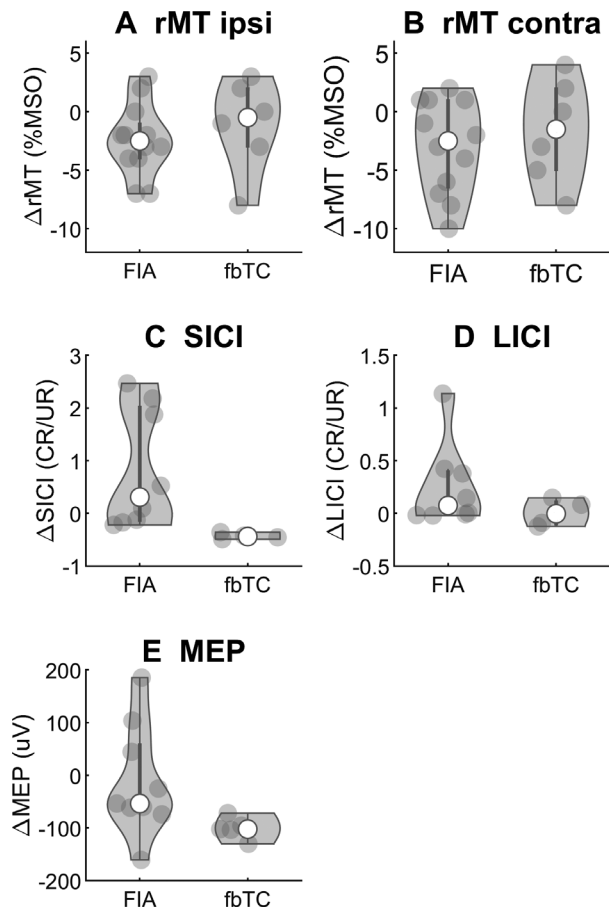 A rMT ipsi
B rMT contra
5
0
-5
-10
ΔrMT (%MSO)
FIA
fbTC
5
0
-5
-10
ΔrMT (%MSO)
FIA
fbTC
C SICI
D LICI
3
2
1
0
-1
ΔSICI (CR/UR)
FIA
fbTC
1.5
1
0.5
0
-0.5
ΔLICI (CR/UR)
FIA
fbTC
E MEP
200
100
0
-100
-200
ΔMEP (uV)
FIA
fbTC